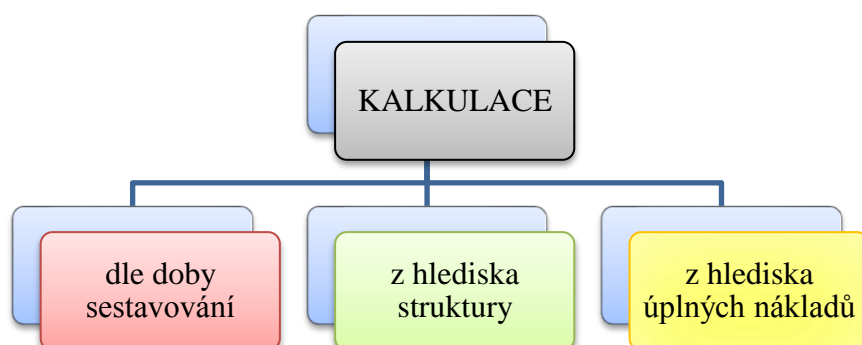 KALKULACE
dle doby
sestavování
z hlediska
struktury
z hlediska
úplných nákladů